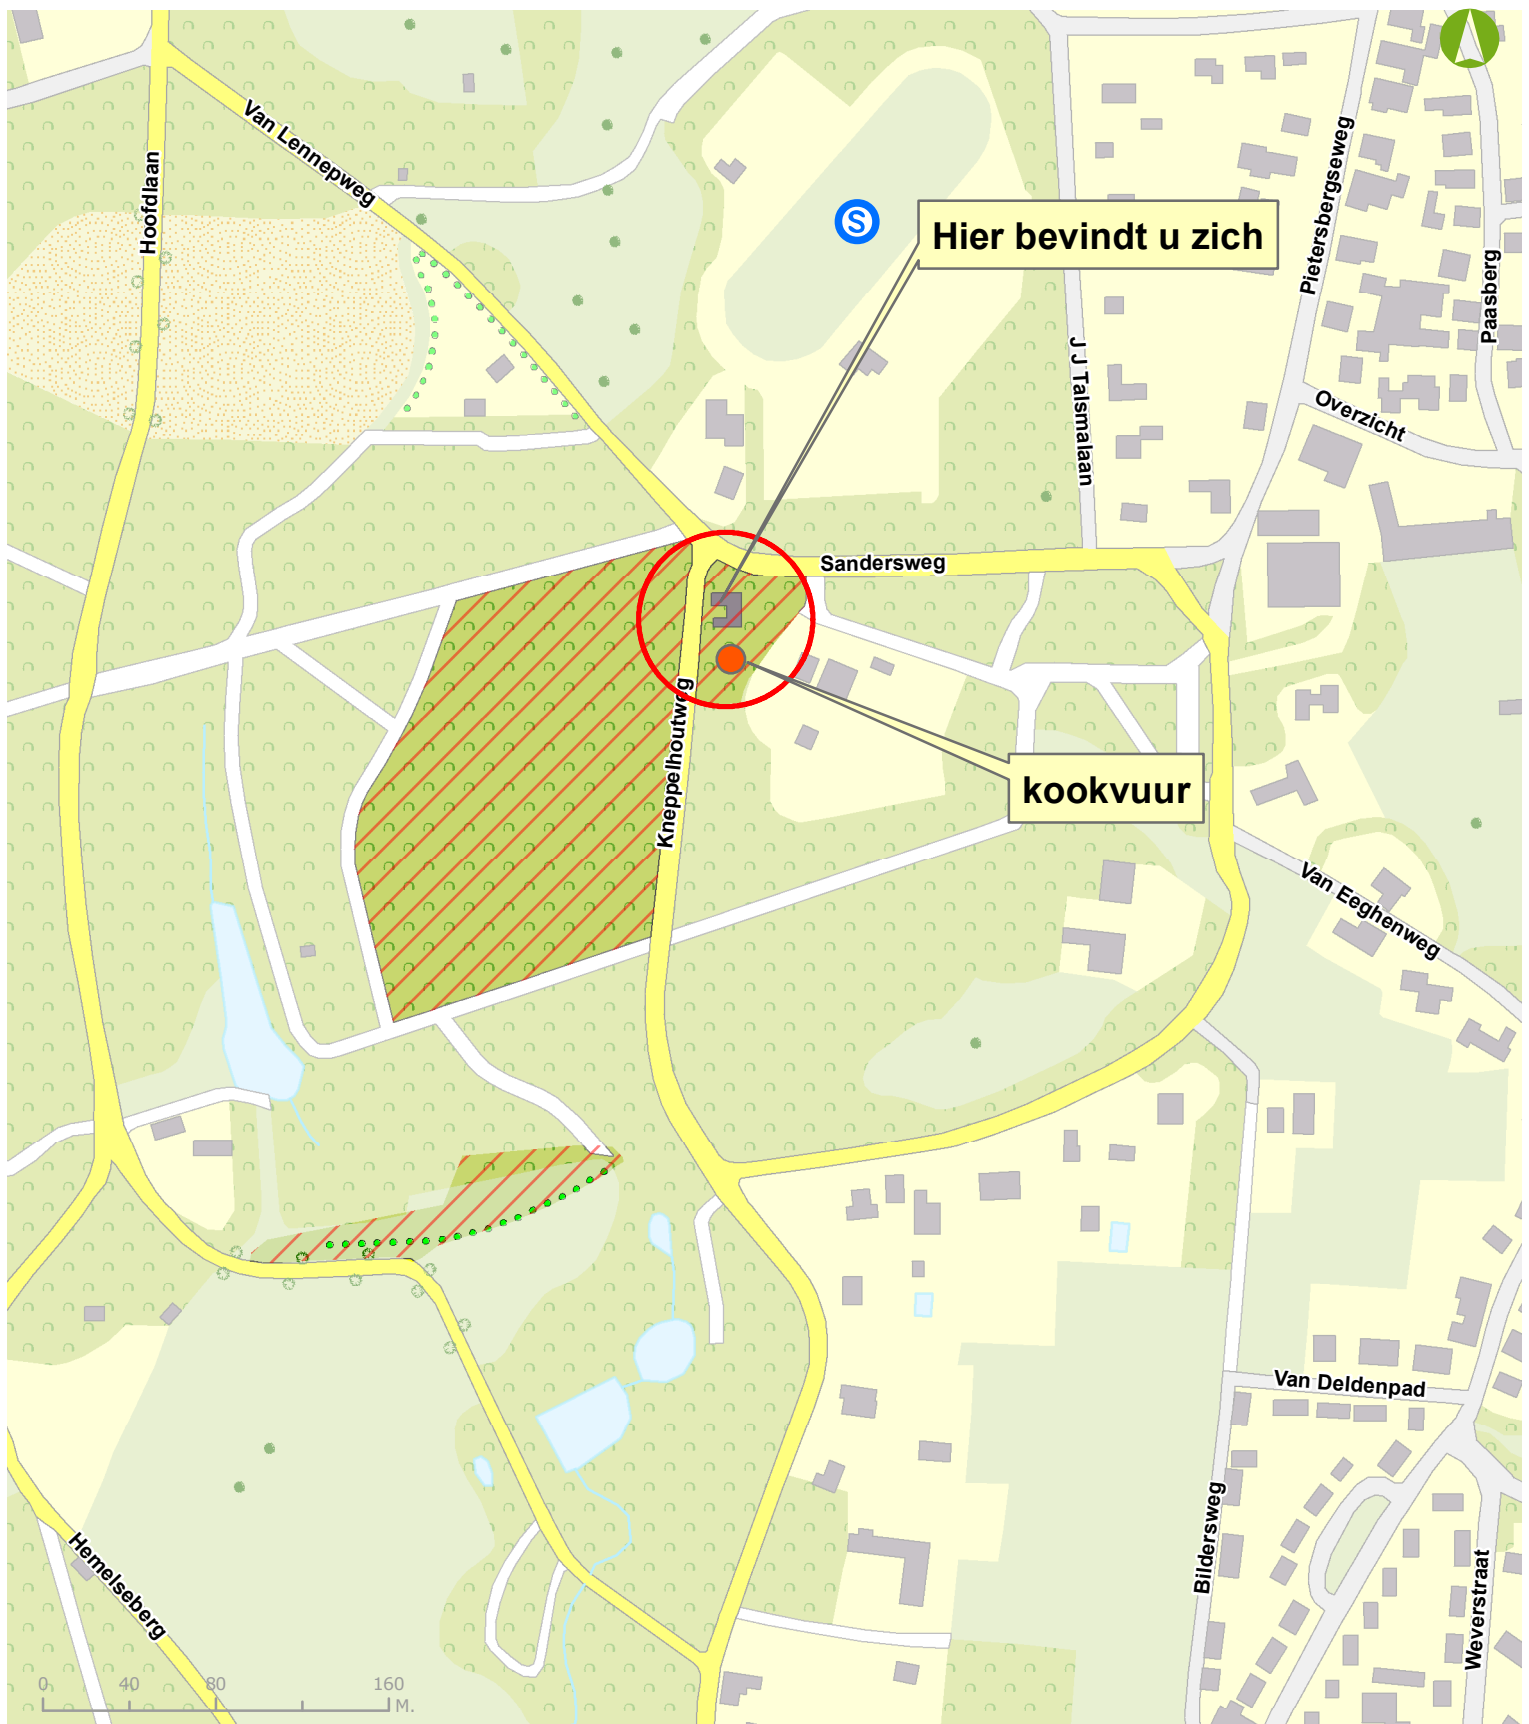 Van Lennepweg
Hoofdlaan
S
Hier bevindt u zich
Pietersbergseweg
Paasberg
J J Talsmalaan
Overzicht
Sandersweg
Kneppelhoutweg
kookvuur
Van Eeghenweg
Van Deldenpad
Bildersweg
Weverstraat
Hemelseberg
0 40 80 160
M.